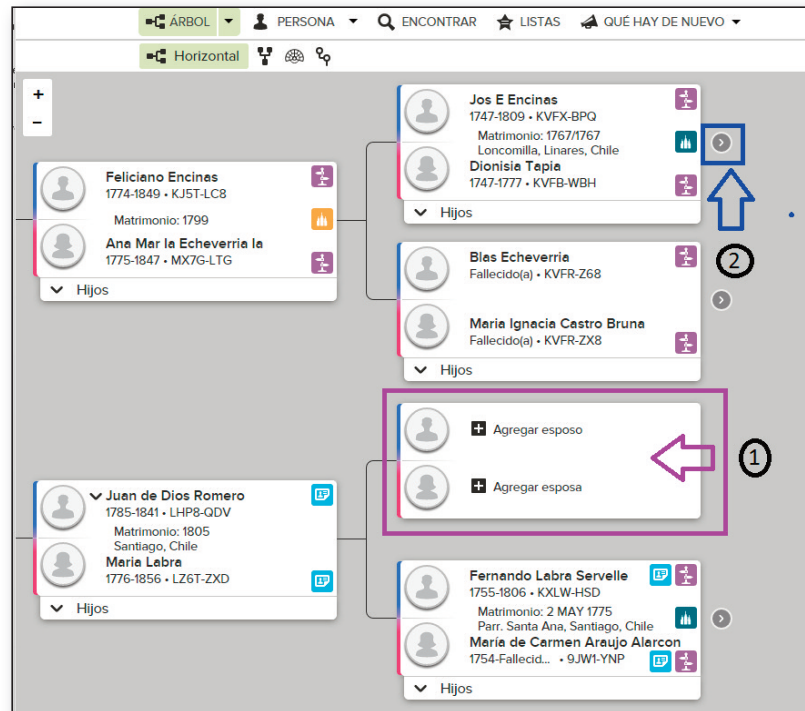 ÁRBOL PERSONA ENCONTRAR LISTAS QUÉ HAY DE NUEVO
Horizontal
+
−
Jos E Encinas
1747-1809 • KVFX-BPQ
Matrimonio: 1767/1767
Loncomilla, Linares, Chile
Dionisia Tapia
1747-1777 • KVFB-WBH
Hijos
Feliciano Encinas
1774-1849 • KJ5T-LC8
Matrimonio: 1799
Ana Mar la Echeverria la
1775-1847 • MX7G-LTG
Hijos
2
Blas Echeverria
Fallecido(a) • KVFR-Z68
Maria Ignacia Castro Bruna
Fallecido(a) • KVFR-ZX8
Hijos
Agregar esposo
Agregar esposa
1
Juan de Dios Romero
1785-1841 • LHP8-QDV
Matrimonio: 1805
Santiago, Chile
Maria Labra
1776-1856 • LZ6T-ZXD
Hijos
Fernando Labra Servelle
1755-1806 • KXLW-HSD
Matrimonio: 2 MAY 1775
Parr. Santa Ana, Santiago, Chile
María de Carmen Araujo Alarcon
1754-Fallecid... • 9JW1-YNP
Hijos